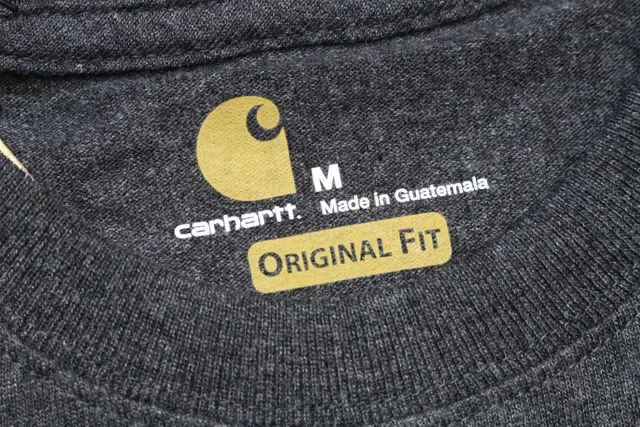 M
carhartt.
Made in Guatemala
ORIGINAL FIT